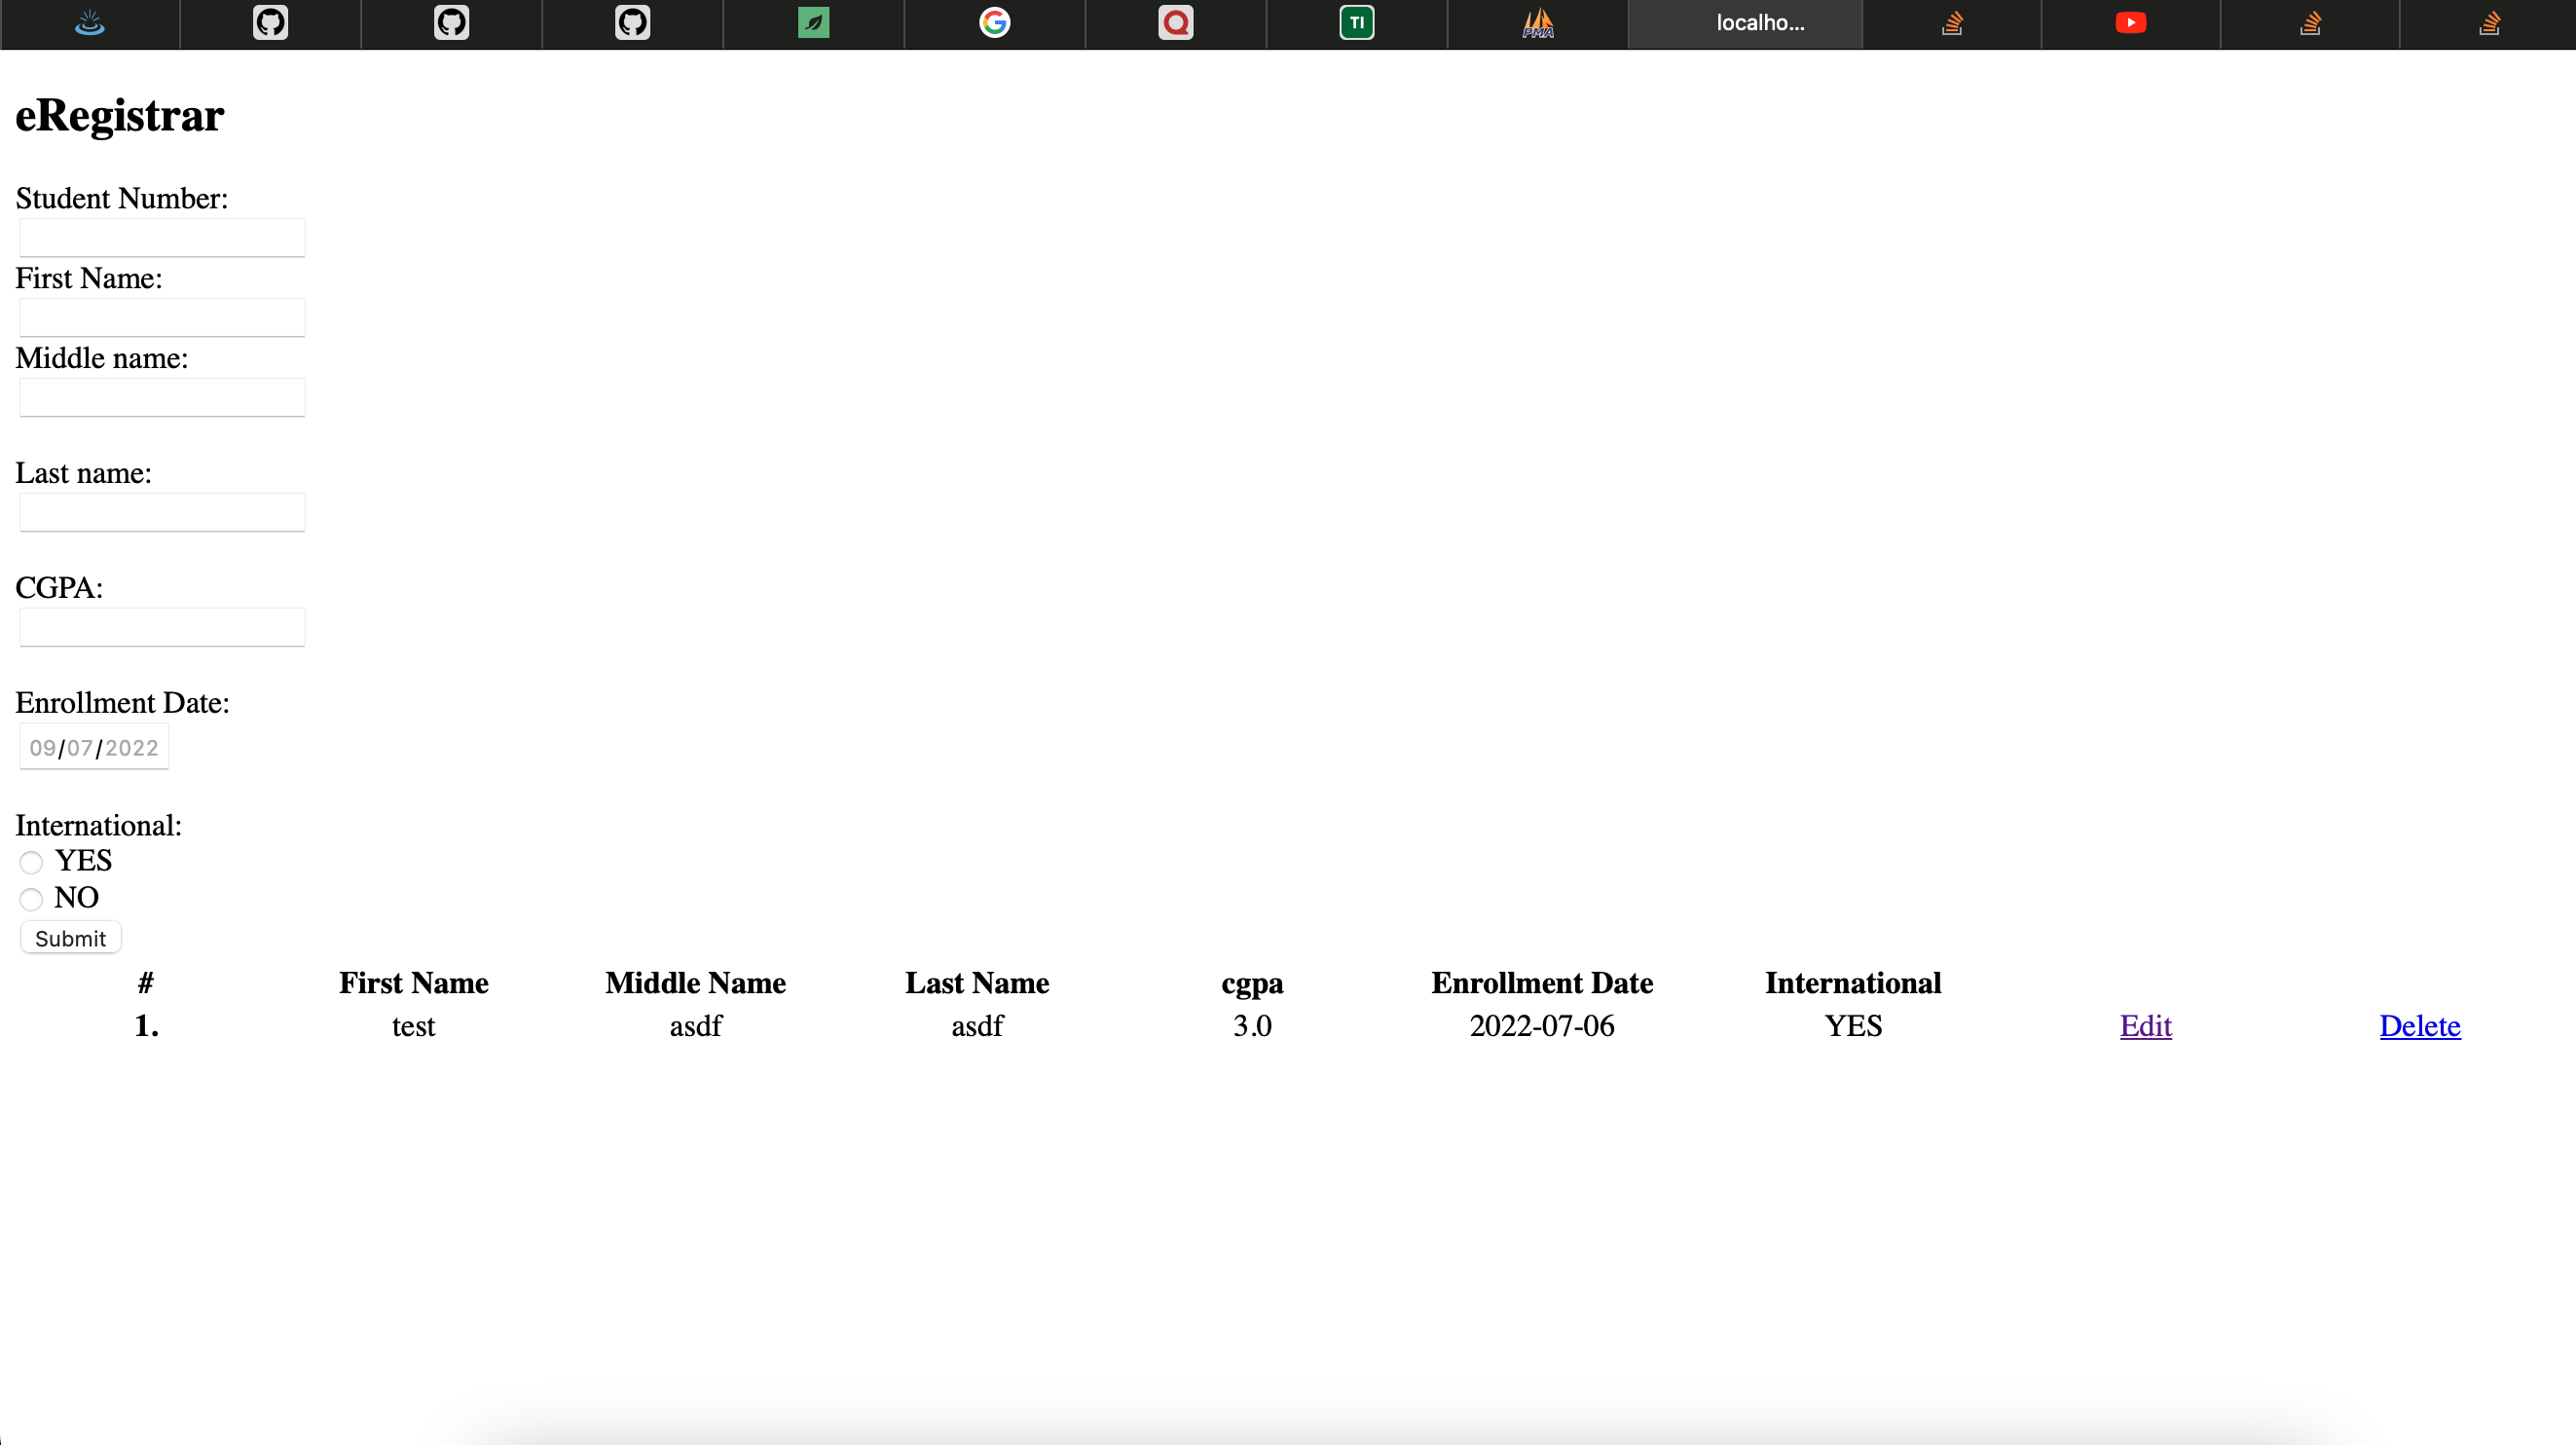 TI
PMA
localho...
eRegistrar
Student Number:
First Name:
Middle name:
Last name:
CGPA:
Enrollment Date:
09/07/2022
International:
YES
NO
Submit
# First Name Middle Name Last Name cgpa Enrollment Date International
1. test asdf asdf 3.0 2022-07-06 YES Edit Delete